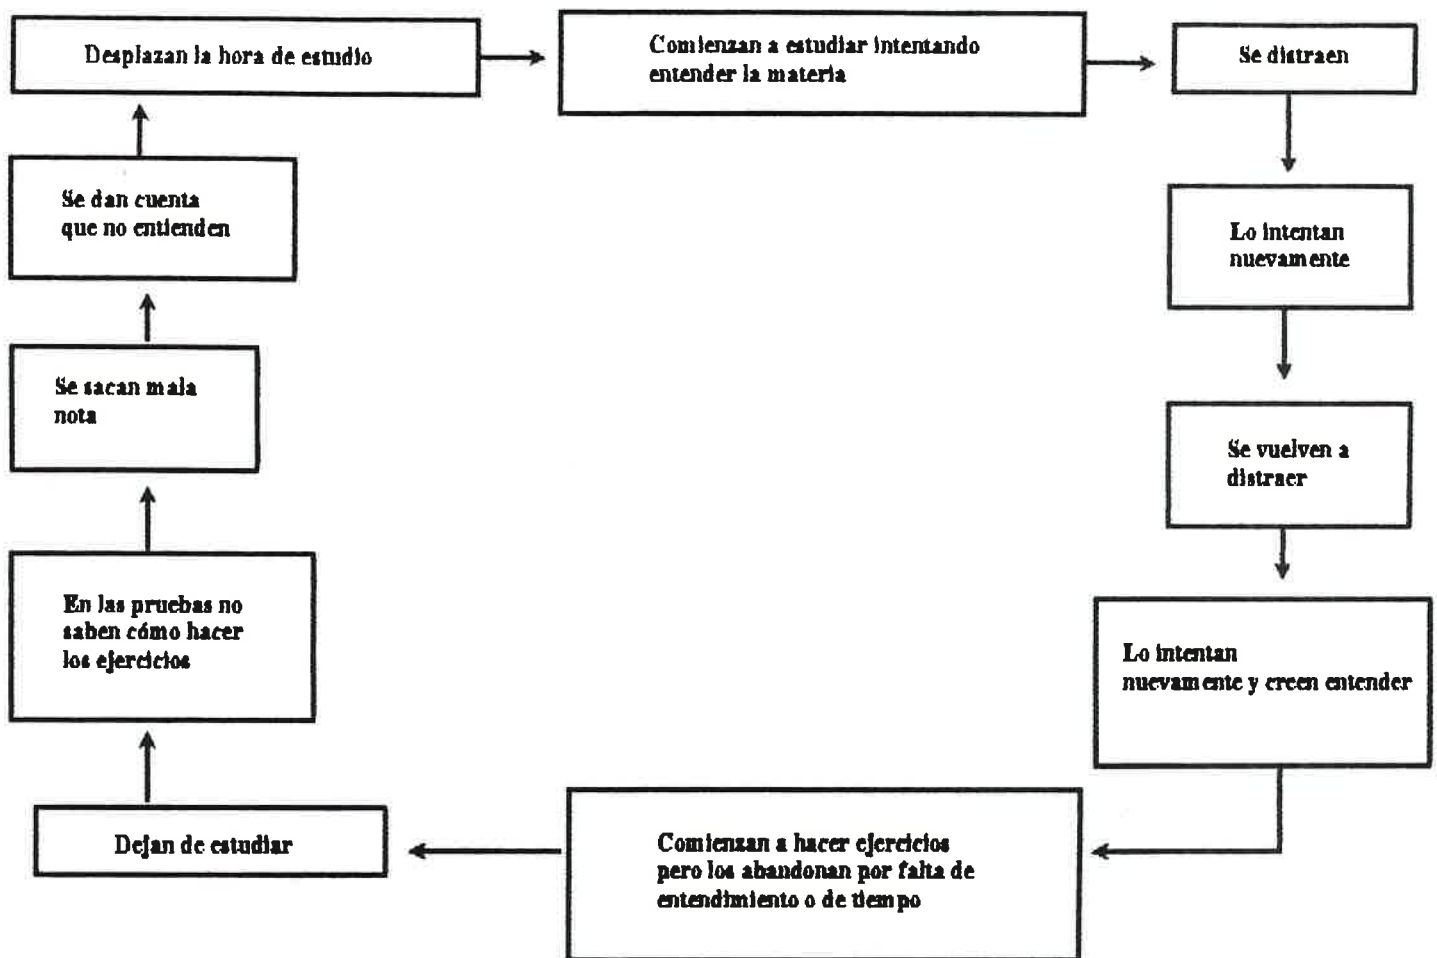 Desplazan la hora de estudio
Comienzan a estudiar intentando
entender la materia
Se distraen
Lo intentan
nuevamente
Se vuelven a
distraer
Lo intentan
nuevamente y creen entender
Comienzan a hacer ejercicios
pero los abandonan por falta de
entendimiento o de tiempo
Dejan de estudiar
En las pruebas no
saben cómo hacer
los ejercicios
Se sacan mala
nota
Se dan cuenta
que no entienden